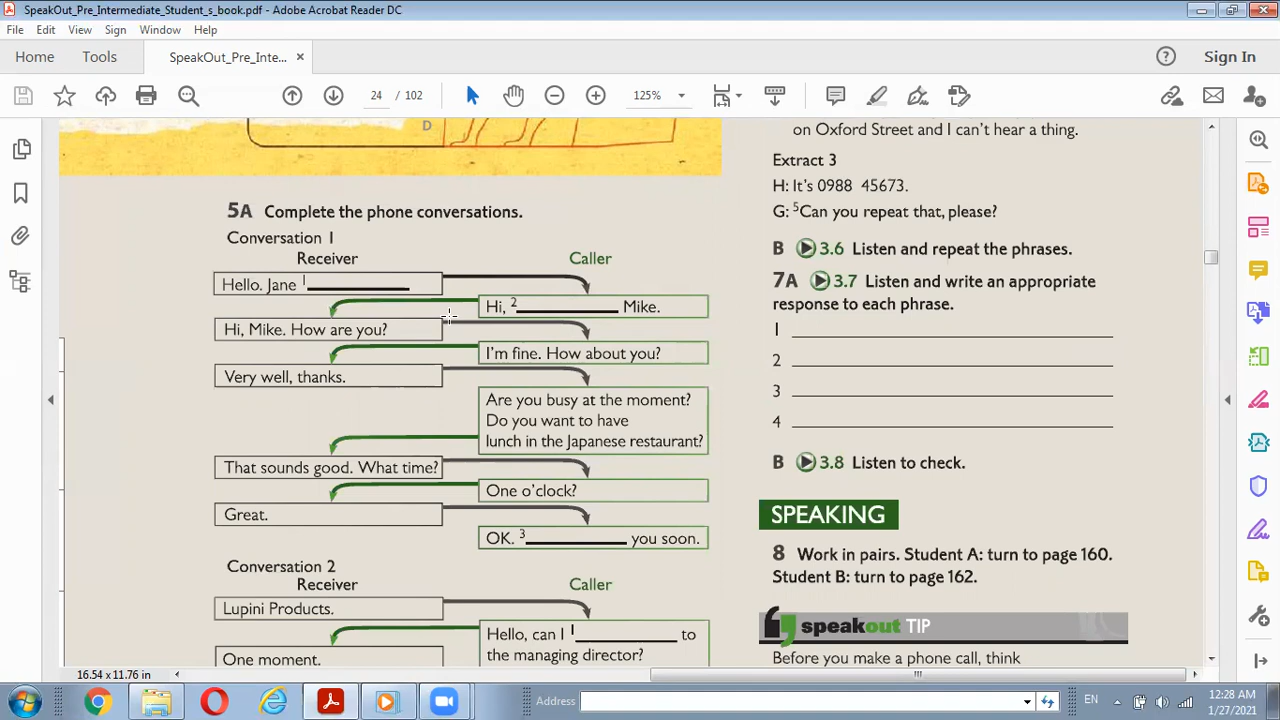 SpeakOut_Pre_Intermediate_Student_s_book.pdf - Adobe Acrobat Reader DC
File Edit View Sign Window Help
Home Tools SpeakOut_Pre_Inte... × Sign In
24 / 102 125%
D
5A Complete the phone conversations.
Conversation 1
Receiver Caller
Hello. Jane 1__________
Hi, 2__________ Mike.
Hi, Mike. How are you?
I'm fine. How about you?
Very well, thanks.
Are you busy at the moment?
Do you want to have
lunch in the Japanese restaurant?
That sounds good. What time?
One o'clock?
Great.
OK. 3__________ you soon.
Conversation 2
Receiver Caller
Lupini Products.
Hello, can I 1__________ to
the managing director?
One moment.
on Oxford Street and I can't hear a thing.
Extract 3
H: It's 0988 45673.
G: 5Can you repeat that, please?
B 3.6 Listen and repeat the phrases.
7A 3.7 Listen and write an appropriate
response to each phrase.
1
2
3
4
B 3.8 Listen to check.
SPEAKING
8 Work in pairs. Student A: turn to page 160.
Student B: turn to page 162.
speakout TIP
Before you make a phone call, think
16.54 x 11.76 in
Address EN 12:28 AM
1/27/2021